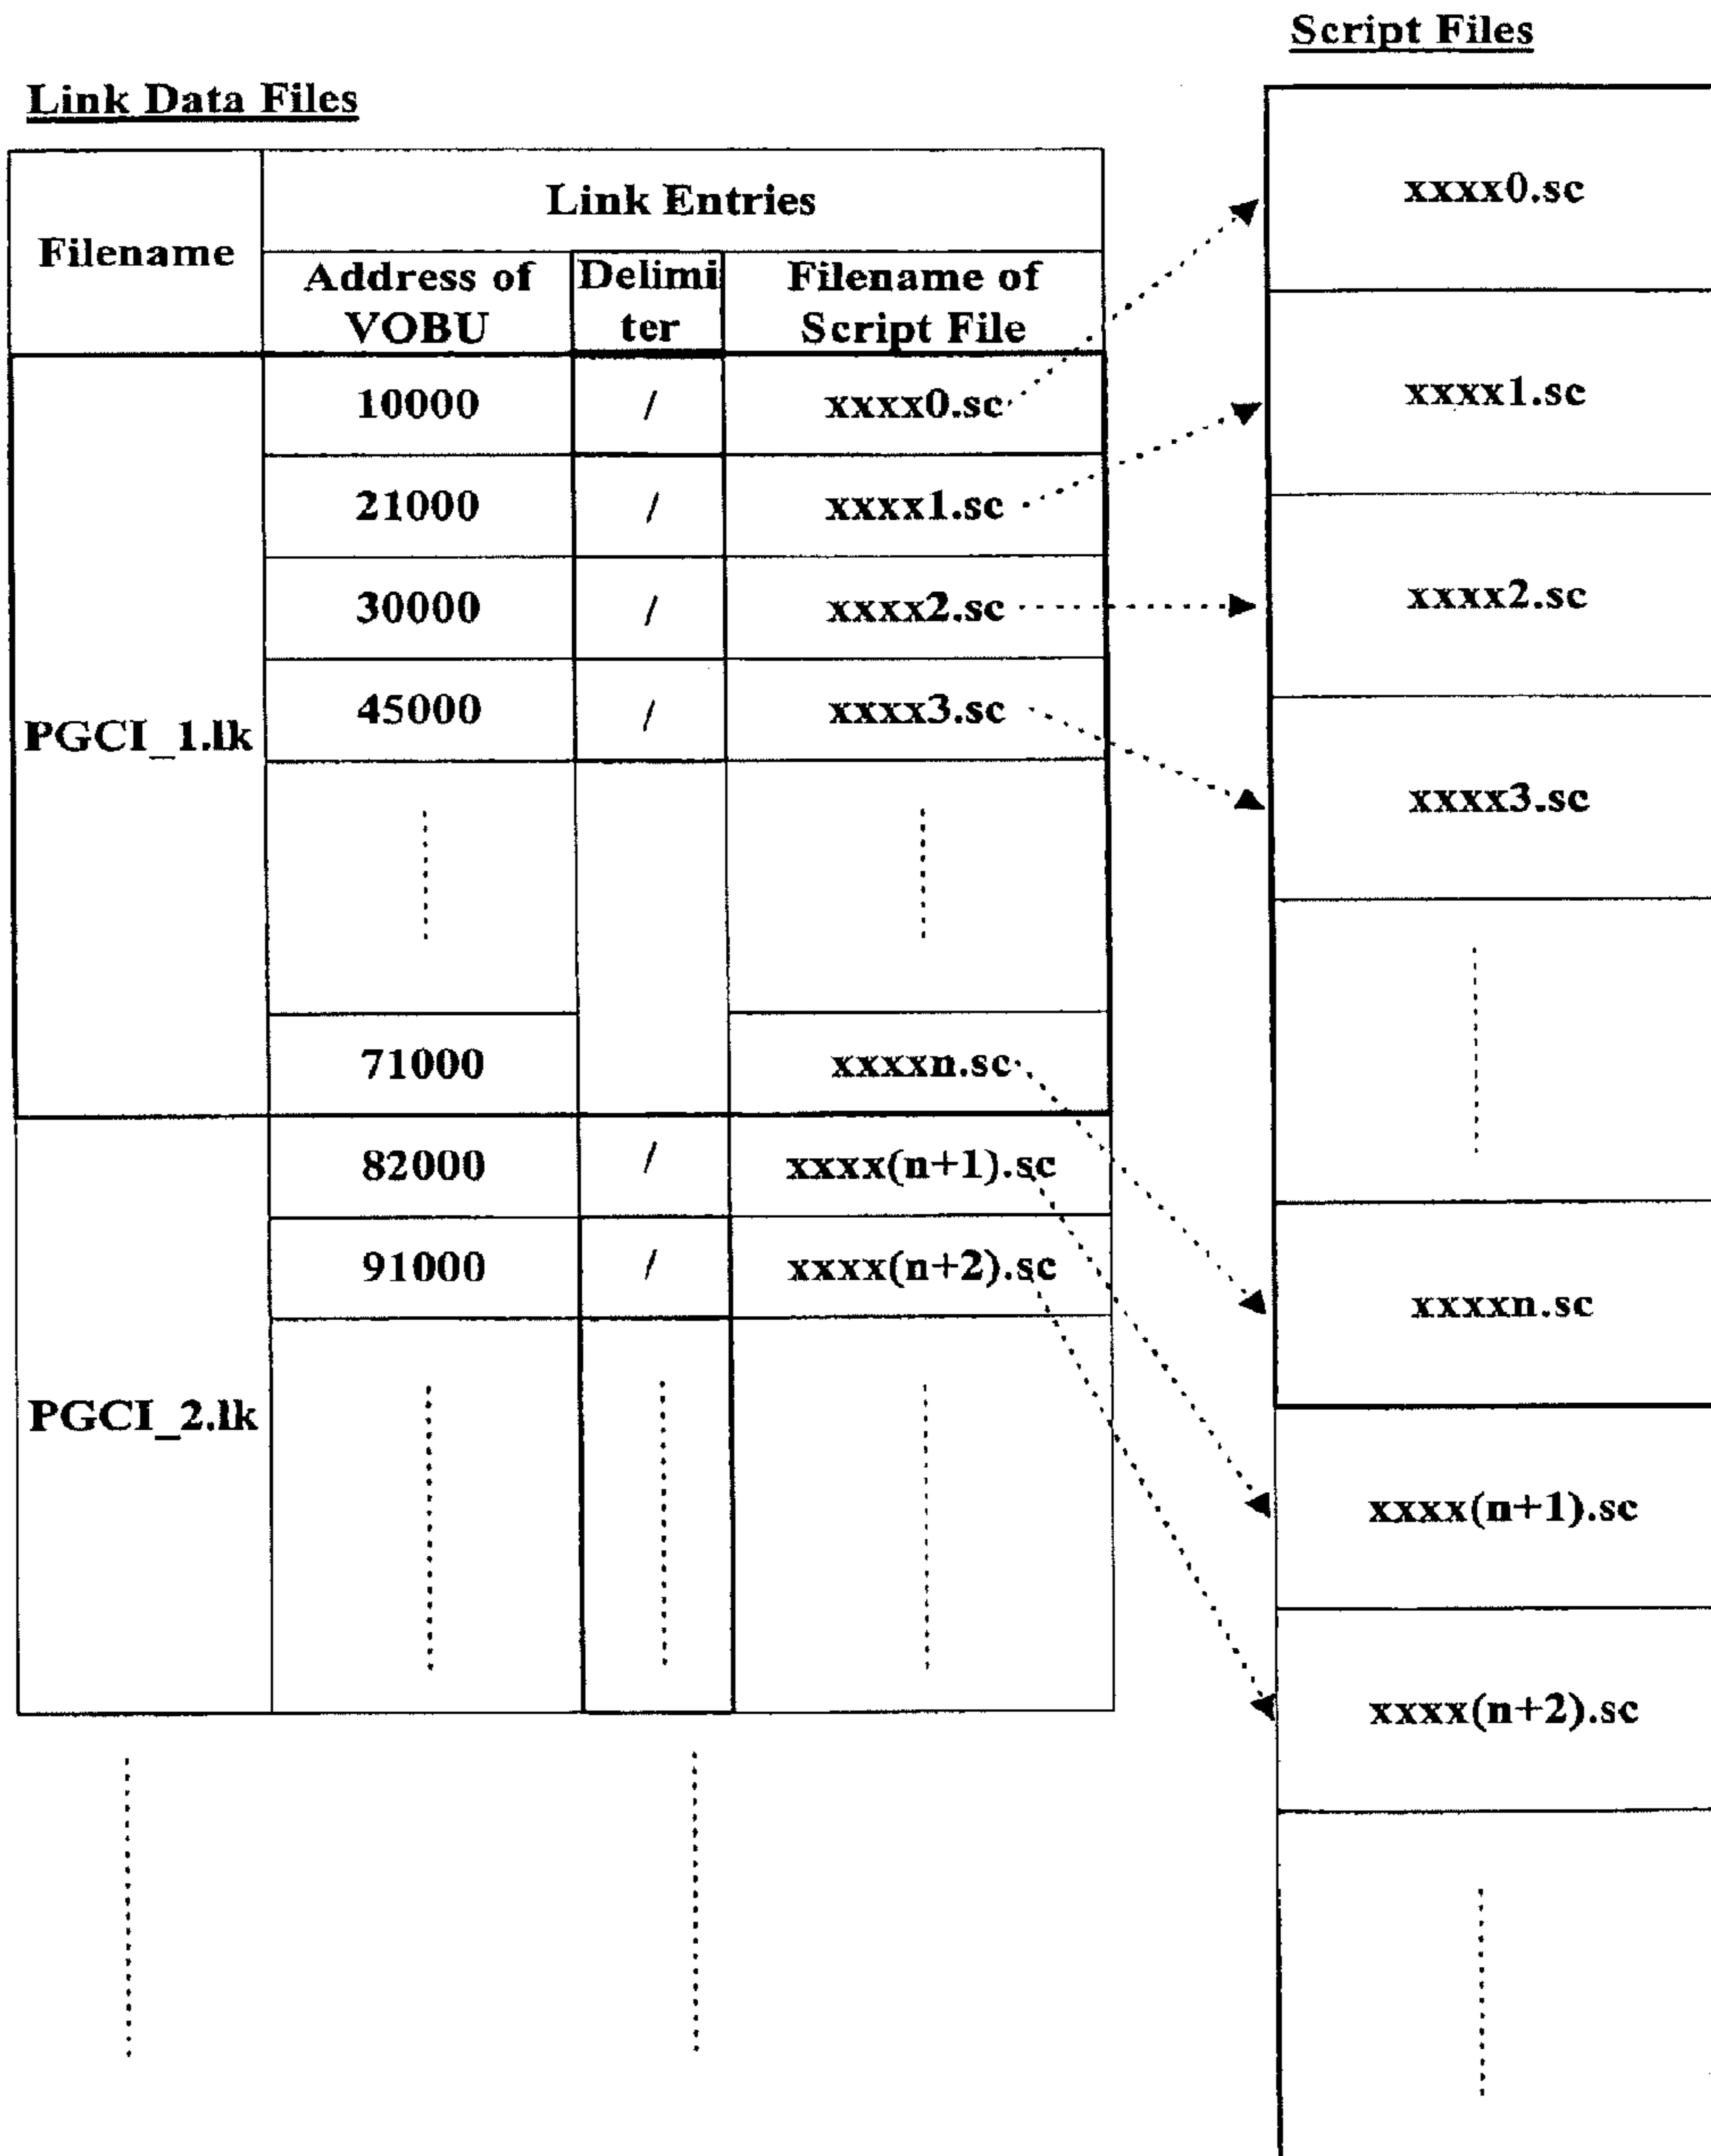 Script Files
Link Data Files
Filename
Link Entries
Address of
VOBU
Delimi
ter
Filename of
Script File
PGCI_1.lk
10000 / xxxx0.sc
21000 / xxxx1.sc
30000 / xxxx2.sc
45000 / xxxx3.sc
71000 xxxxn.sc
PGCI_2.lk
82000 / xxxx(n+1).sc
91000 / xxxx(n+2).sc
xxxx0.sc
xxxx1.sc
xxxx2.sc
xxxx3.sc
xxxxn.sc
xxxx(n+1).sc
xxxx(n+2).sc